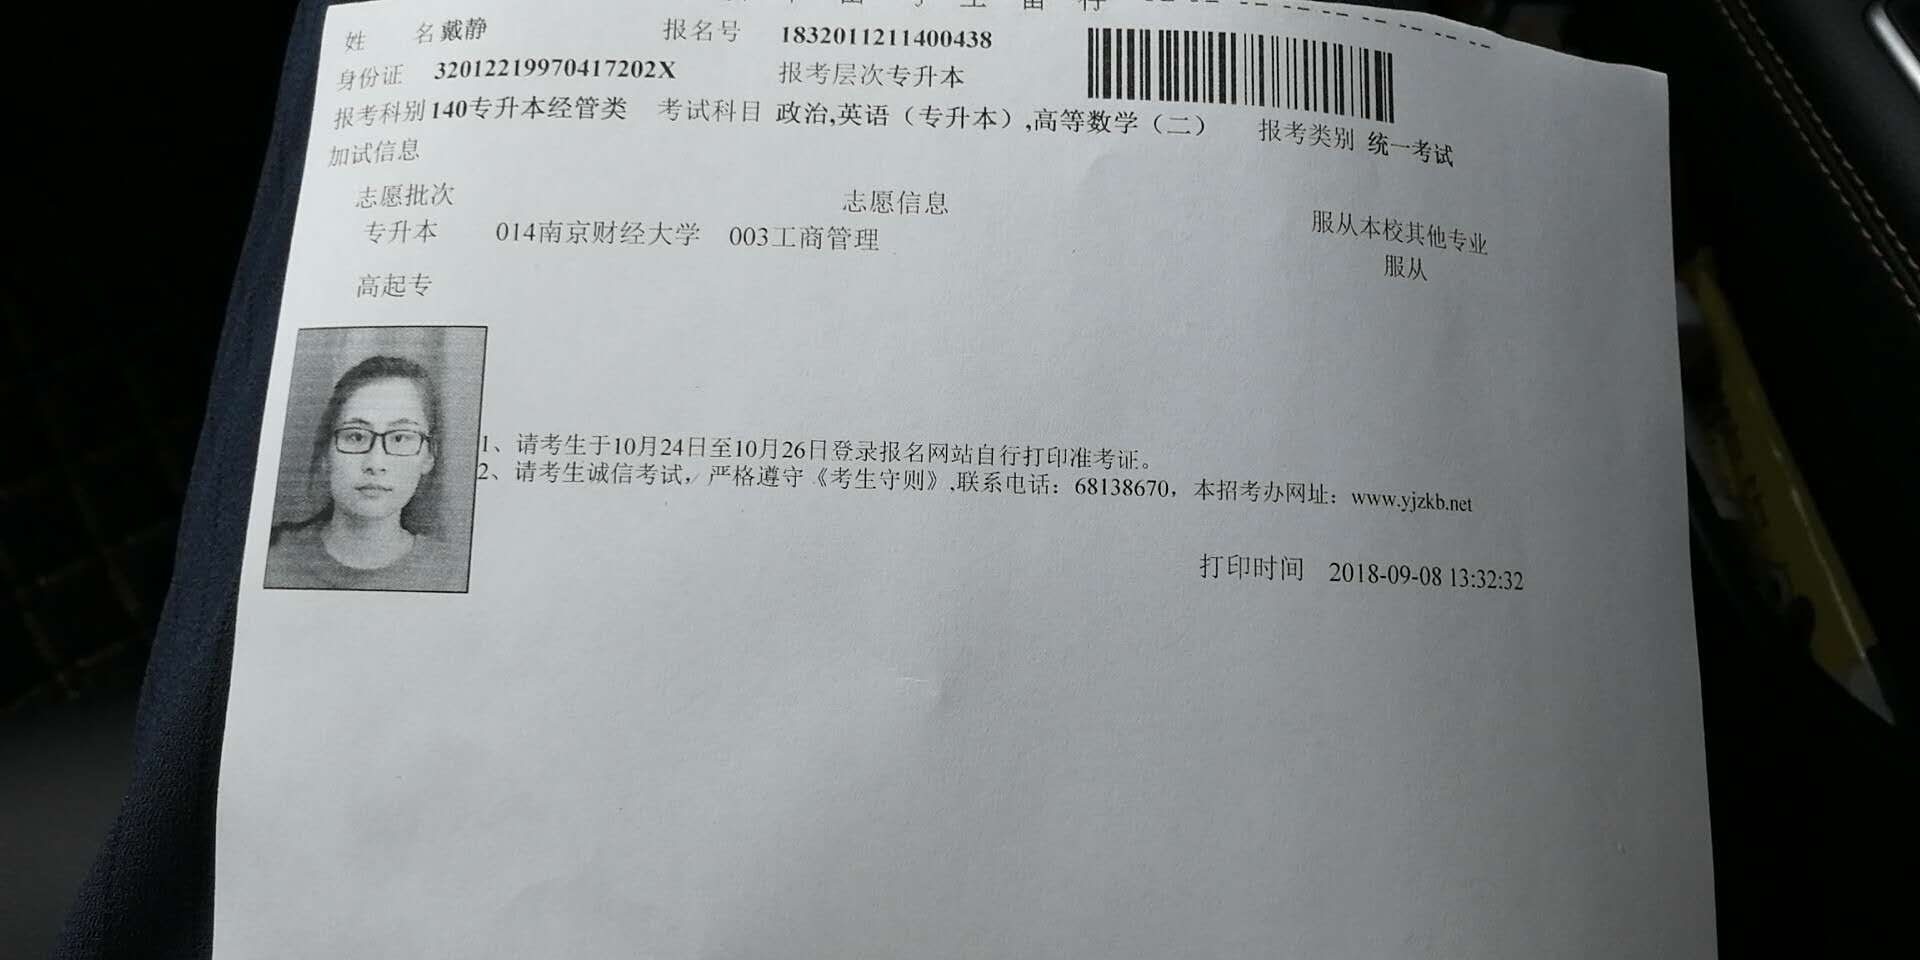 姓 名 戴静 报名号 1832011211400438
身份证 32012219970417202X 报考层次 专升本
报考科别 140专升本经管类 考试科目 政治,英语（专升本）,高等数学（二） 报考类别 统一考试
加试信息
志愿批次 志愿信息 服从本校其他专业
专升本 014南京财经大学 003工商管理 服从
高起专
1、请考生于10月24日至10月26日登录报名网站自行打印准考证。
2、请考生诚信考试，严格遵守《考生守则》,联系电话：68138670，本招考办网址：www.yjzkb.net
打印时间 2018-09-08 13:32:32